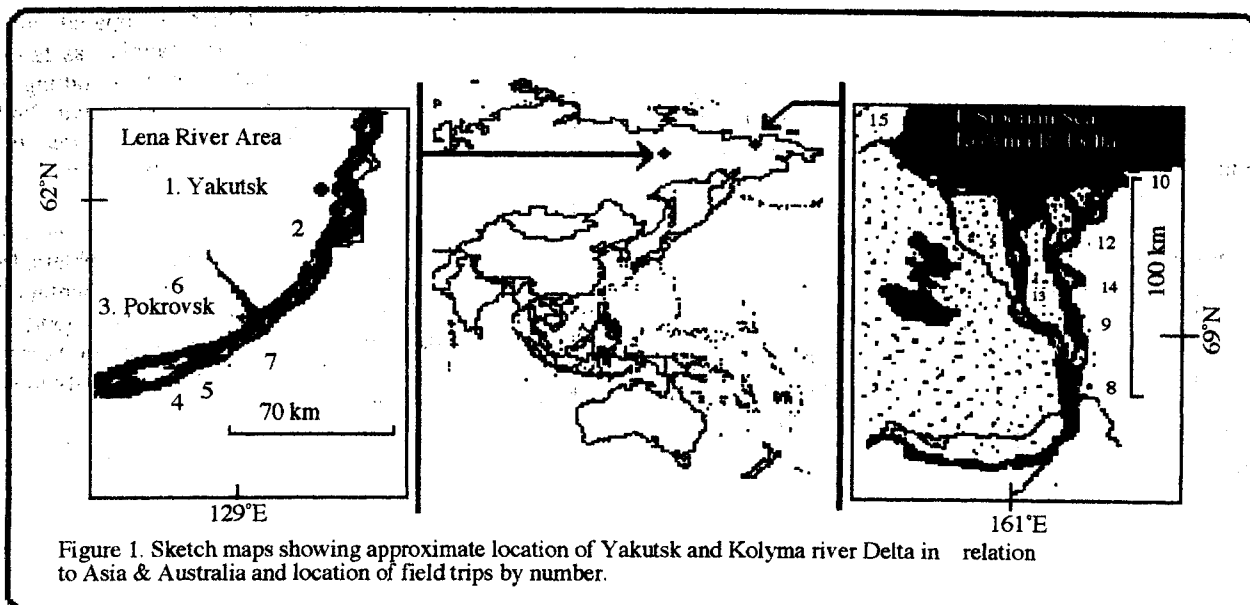 Lena River Area
1. Yakutsk
2
6
3. Pokrovsk
7
4 5
70 km
62°N
129°E
15
10
12
13
14
9
8
100 km
69°N
161°E
Figure 1. Sketch maps showing approximate location of Yakutsk and Kolyma river Delta in relation
to Asia & Australia and location of field trips by number.